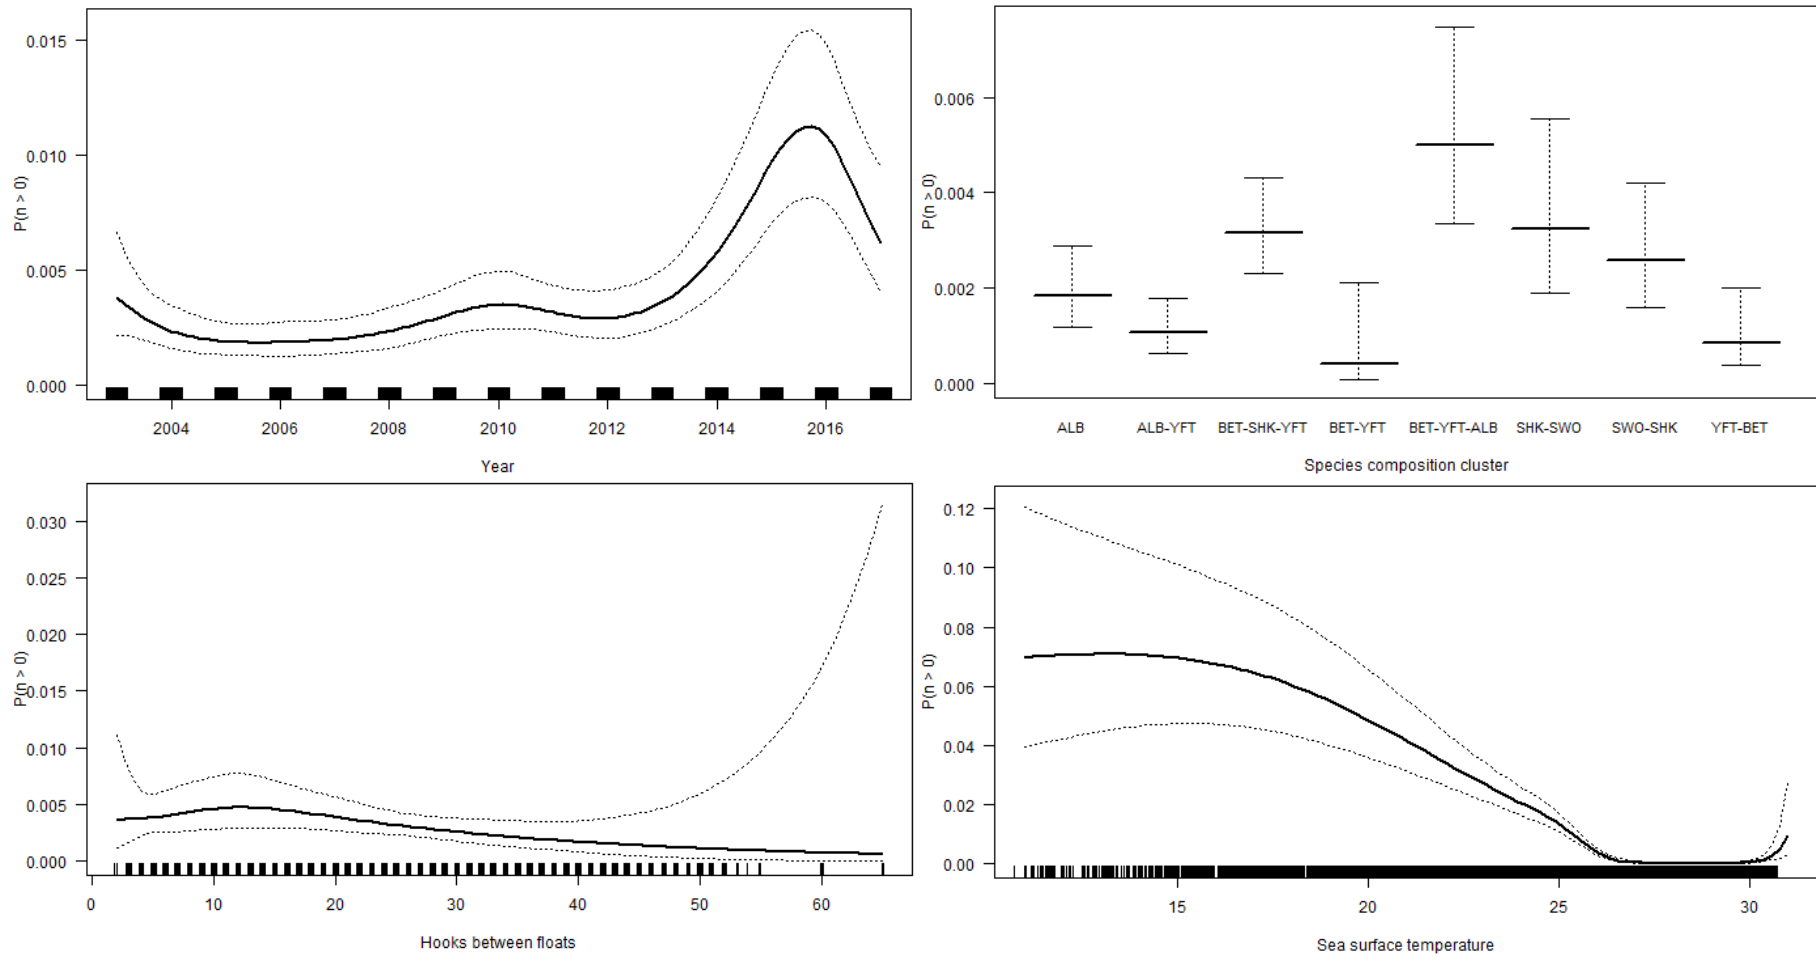 0.015
0.010
0.005
0.000
P(n > 0)
2004 2006 2008 2010 2012 2014 2016
Year
0.006
0.004
0.002
0.000
P(n > 0)
ALB ALB-YFT BET-SHK-YFT BET-YFT BET-YFT-ALB SHK-SWO SWO-SHK YFT-BET
Species composition cluster
0.030
0.025
0.020
0.015
0.010
0.005
0.000
P(n > 0)
0 10 20 30 40 50 60
Hooks between floats
0.12
0.10
0.08
0.06
0.04
0.02
0.00
P(n > 0)
15 20 25 30
Sea surface temperature